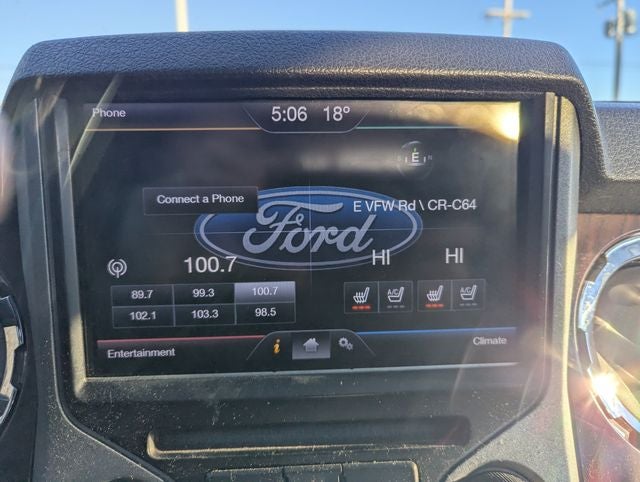 Phone
5:06 18°
E
Connect a Phone
E VFW Rd \ CR-C64
Ford
100.7
HI HI
89.7 99.3 100.7
102.1 103.3 98.5
A/C A/C
Entertainment
i
Climate